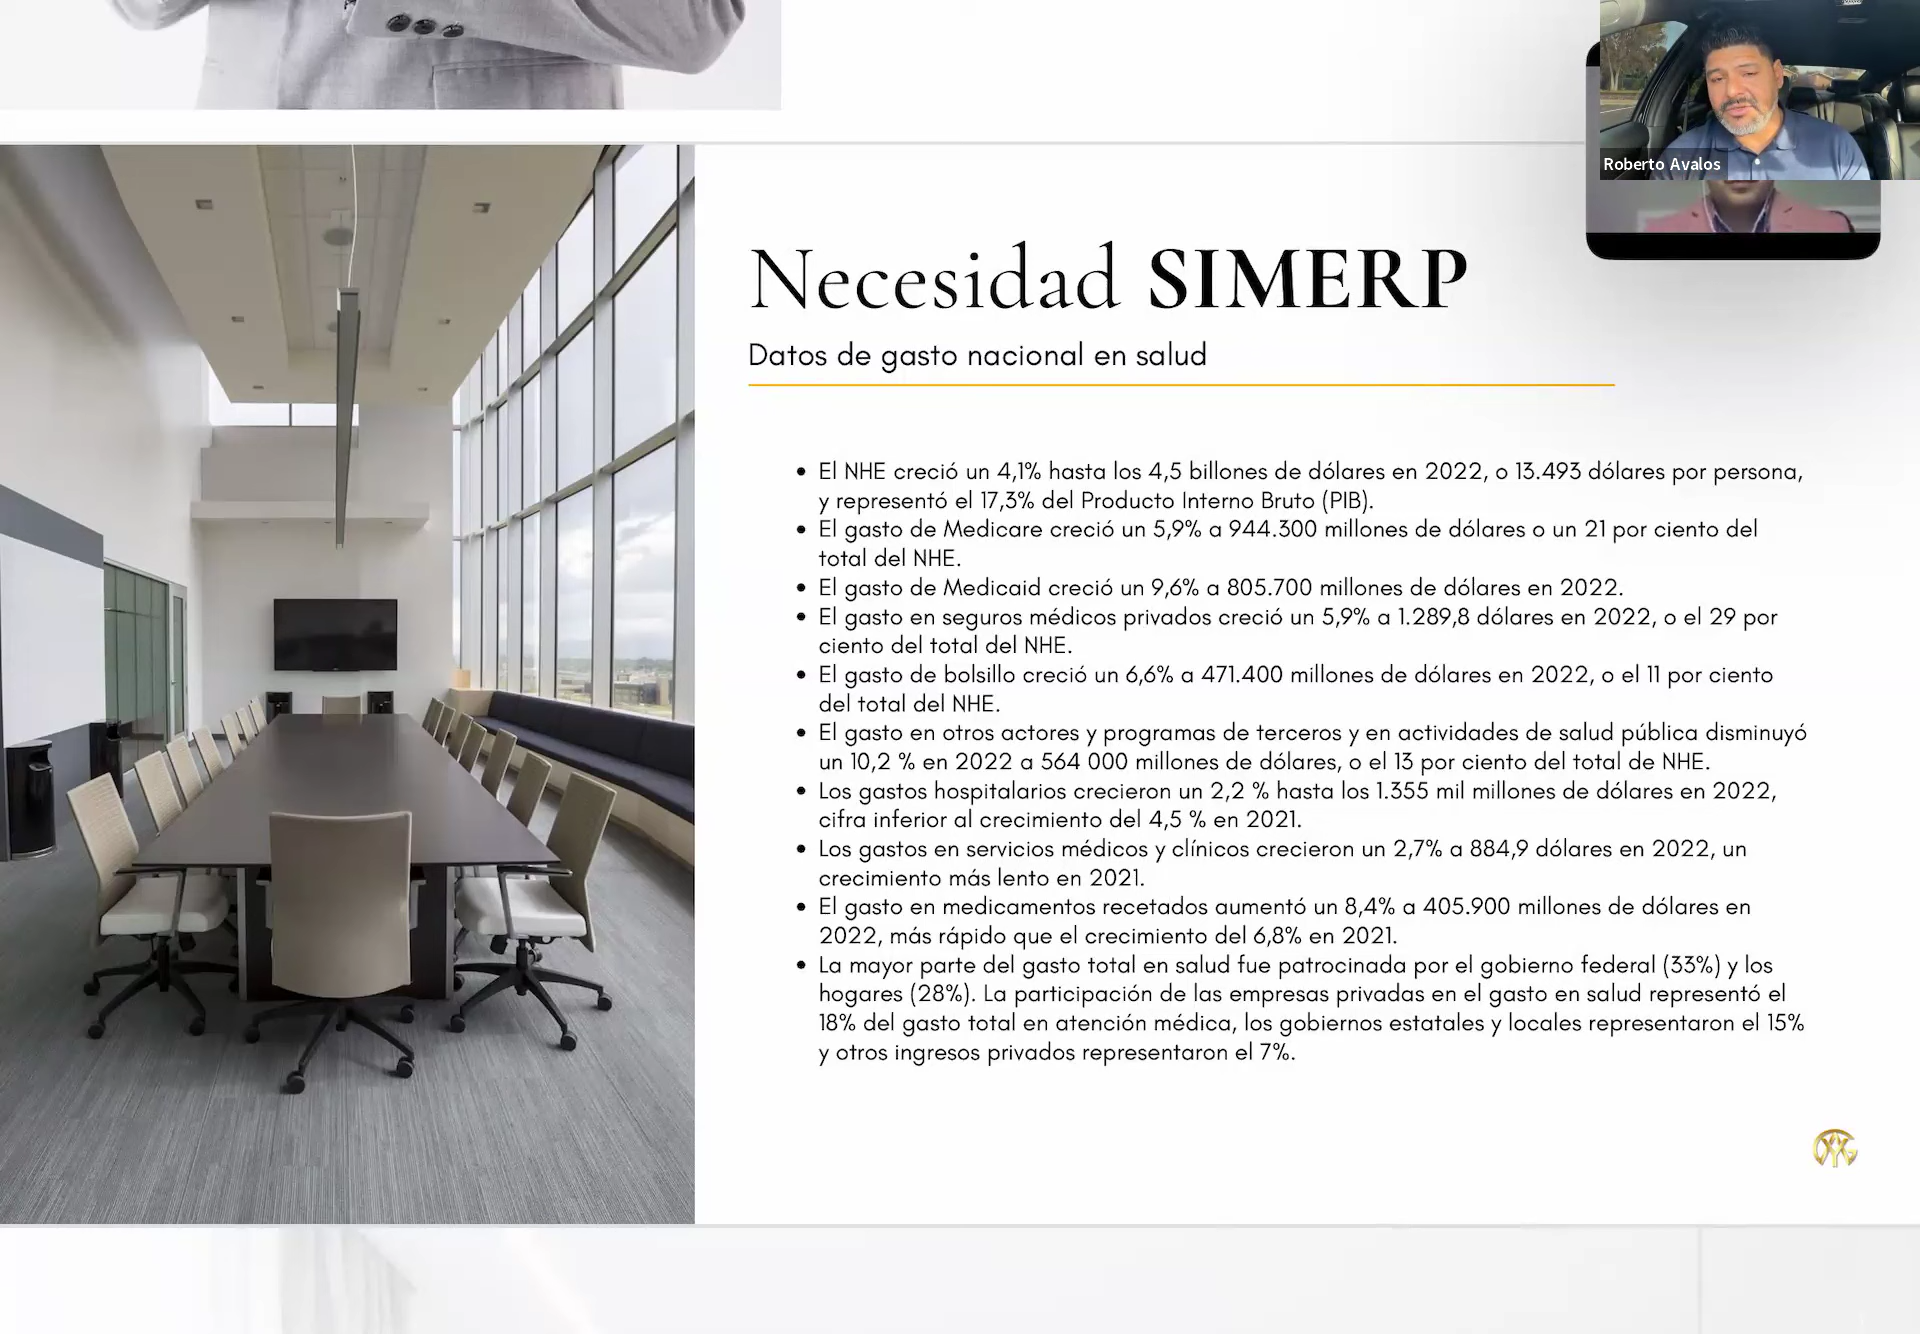 Roberto Avalos
Necesidad SIMERP
Datos de gasto nacional en salud
• El NHE creció un 4,1% hasta los 4,5 billones de dólares en 2022, o 13.493 dólares por persona,
y representó el 17,3% del Producto Interno Bruto (PIB).
• El gasto de Medicare creció un 5,9% a 944.300 millones de dólares o un 21 por ciento del
total del NHE.
• El gasto de Medicaid creció un 9,6% a 805.700 millones de dólares en 2022.
• El gasto en seguros médicos privados creció un 5,9% a 1.289,8 dólares en 2022, o el 29 por
ciento del total del NHE.
• El gasto de bolsillo creció un 6,6% a 471.400 millones de dólares en 2022, o el 11 por ciento
del total del NHE.
• El gasto en otros actores y programas de terceros y en actividades de salud pública disminuyó
un 10,2 % en 2022 a 564 000 millones de dólares, o el 13 por ciento del total de NHE.
• Los gastos hospitalarios crecieron un 2,2 % hasta los 1.355 mil millones de dólares en 2022,
cifra inferior al crecimiento del 4,5 % en 2021.
• Los gastos en servicios médicos y clínicos crecieron un 2,7% a 884,9 dólares en 2022, un
crecimiento más lento en 2021.
• El gasto en medicamentos recetados aumentó un 8,4% a 405.900 millones de dólares en
2022, más rápido que el crecimiento del 6,8% en 2021.
• La mayor parte del gasto total en salud fue patrocinada por el gobierno federal (33%) y los
hogares (28%). La participación de las empresas privadas en el gasto en salud representó el
18% del gasto total en atención médica, los gobiernos estatales y locales representaron el 15%
y otros ingresos privados representaron el 7%.